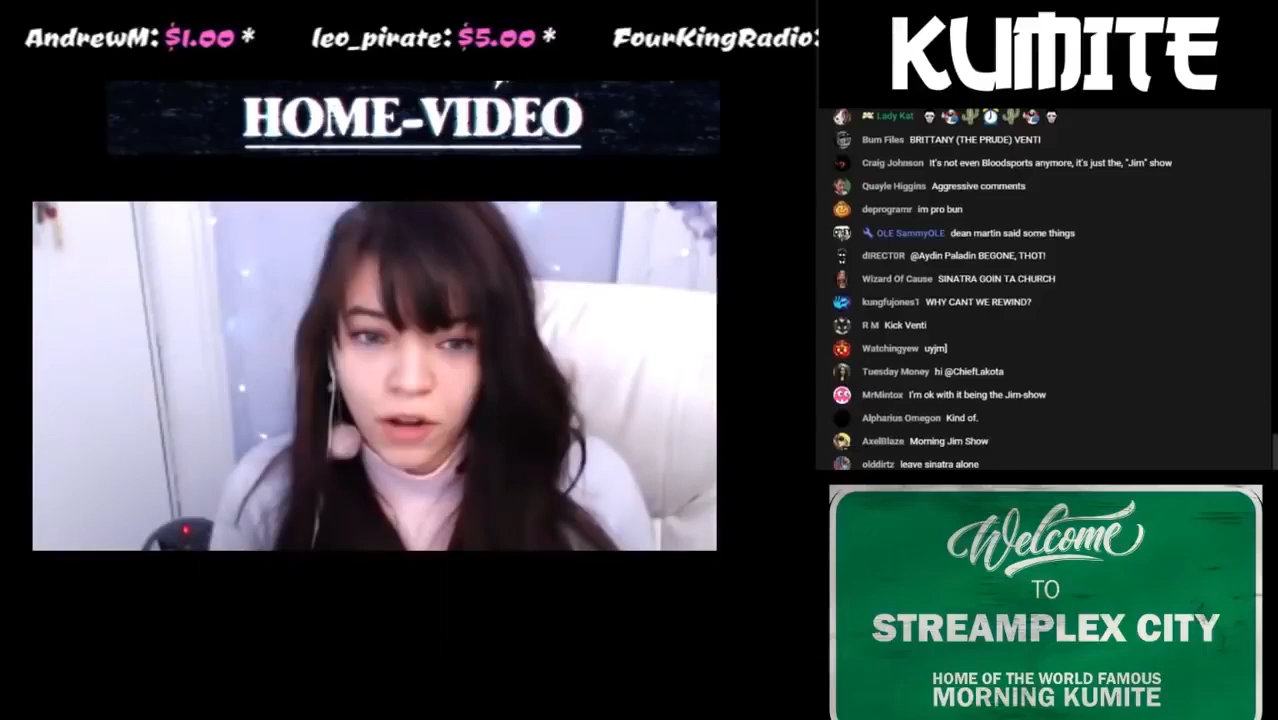 AndrewM: $1.00 * leo_pirate: $5.00 * FourKingRadio:
KUMITE
HOME-VIDEO
Lady Kat
Bum Files BRITTANY (THE PRUDE) VENTI
Craig Johnson It's not even Bloodsports anymore, it's just the, "Jim" show
Quayle Higgins Aggressive comments
deprogramr im pro bun
OLE SammyOLE dean martin said some things
dIRECT0R @Aydin Paladin BEGONE, THOT!
Wizard Of Cause SINATRA GOIN TA CHURCH
kungfujones1 WHY CANT WE REWIND?
R M Kick Venti
Watchingyew uyjm]
Tuesday Money hi @ChiefLakota
MrMintox I'm ok with it being the Jim-show
Alpharius Omegon Kind of.
AxelBlaze Morning Jim Show
olddirtz leave sinatra alone
Welcome
TO
STREAMPLEX CITY
HOME OF THE WORLD FAMOUS
MORNING KUMITE